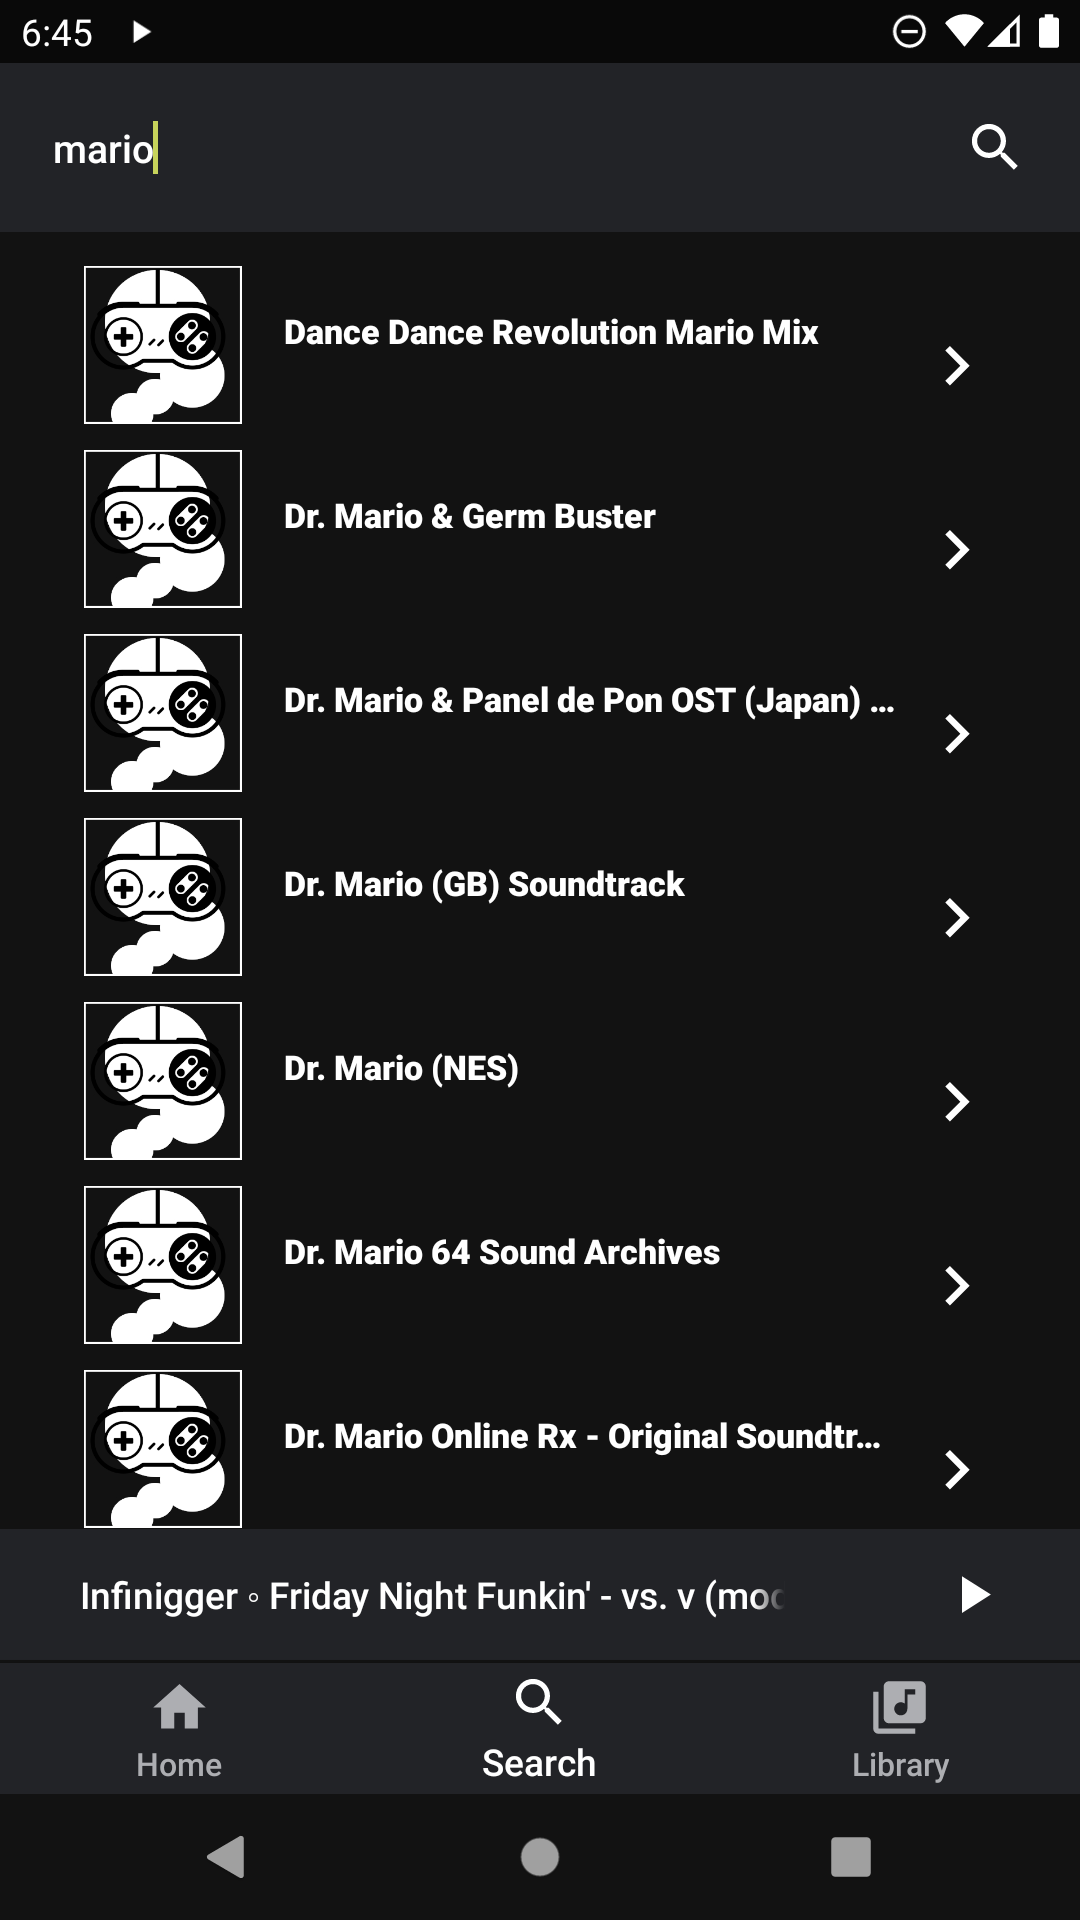 6:45
mario
Dance Dance Revolution Mario Mix
Dr. Mario & Germ Buster
Dr. Mario & Panel de Pon OST (Japan) ...
Dr. Mario (GB) Soundtrack
Dr. Mario (NES)
Dr. Mario 64 Sound Archives
Dr. Mario Online Rx - Original Soundtr...
Infinigger ◦ Friday Night Funkin' - vs. v (mod
Home
Search
Library